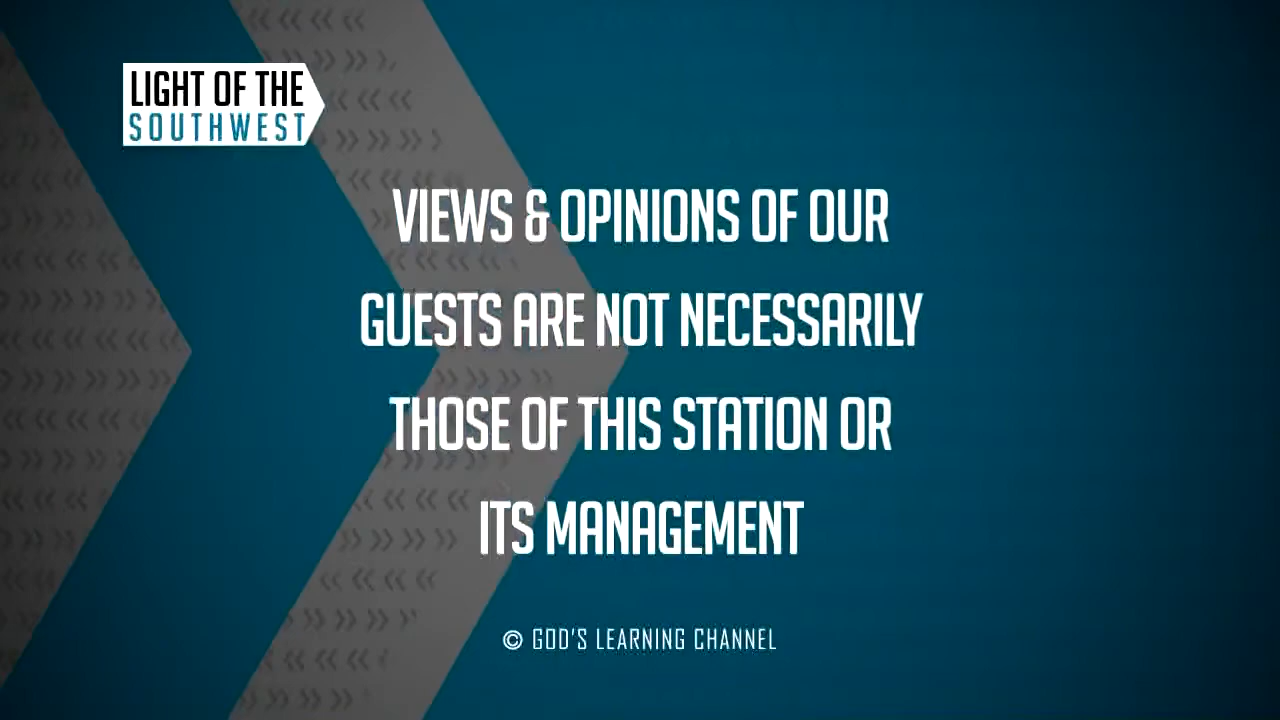 LIGHT OF THE
SOUTHWEST
VIEWS & OPINIONS OF OUR
GUESTS ARE NOT NECESSARILY
THOSE OF THIS STATION OR
ITS MANAGEMENT
© GOD'S LEARNING CHANNEL